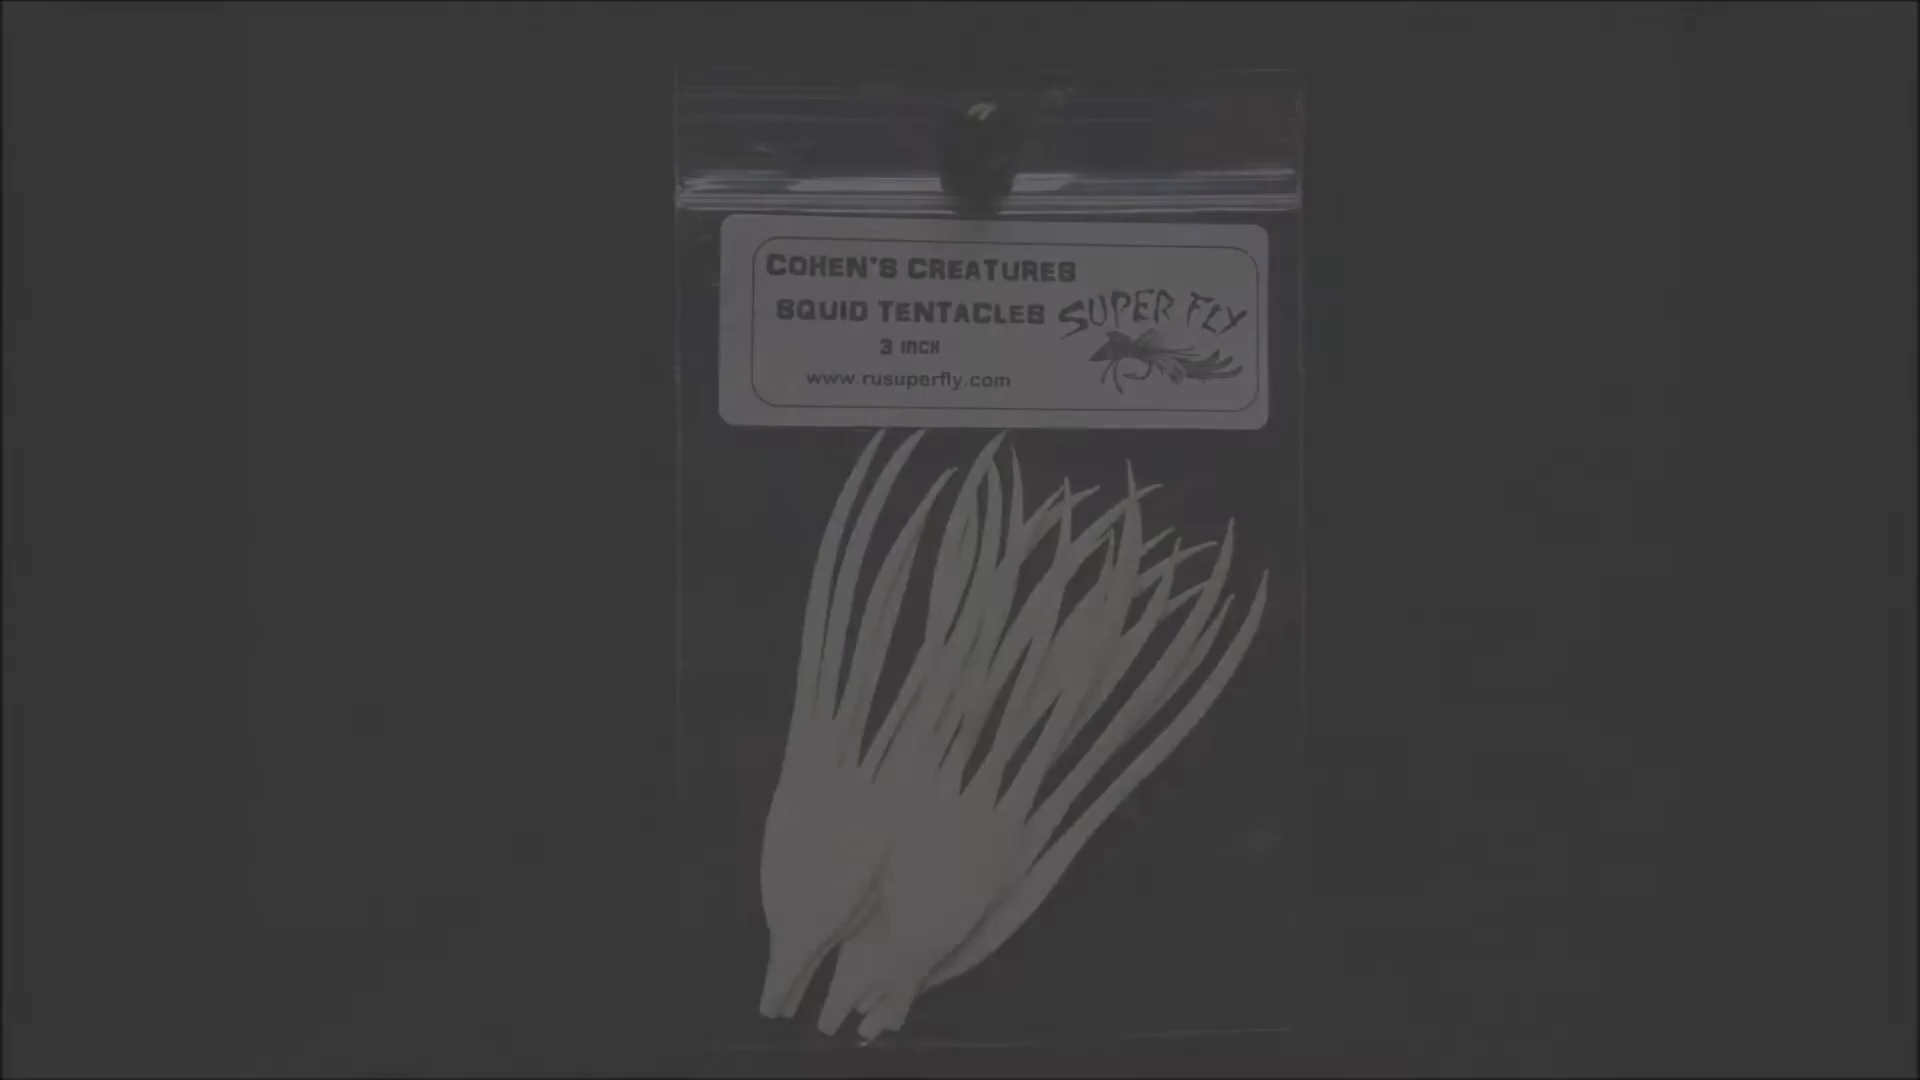 COHEN'S CREATURES
SQUID TENTACLES
3 INCH
www.rusuperfly.com
SUPER FLY